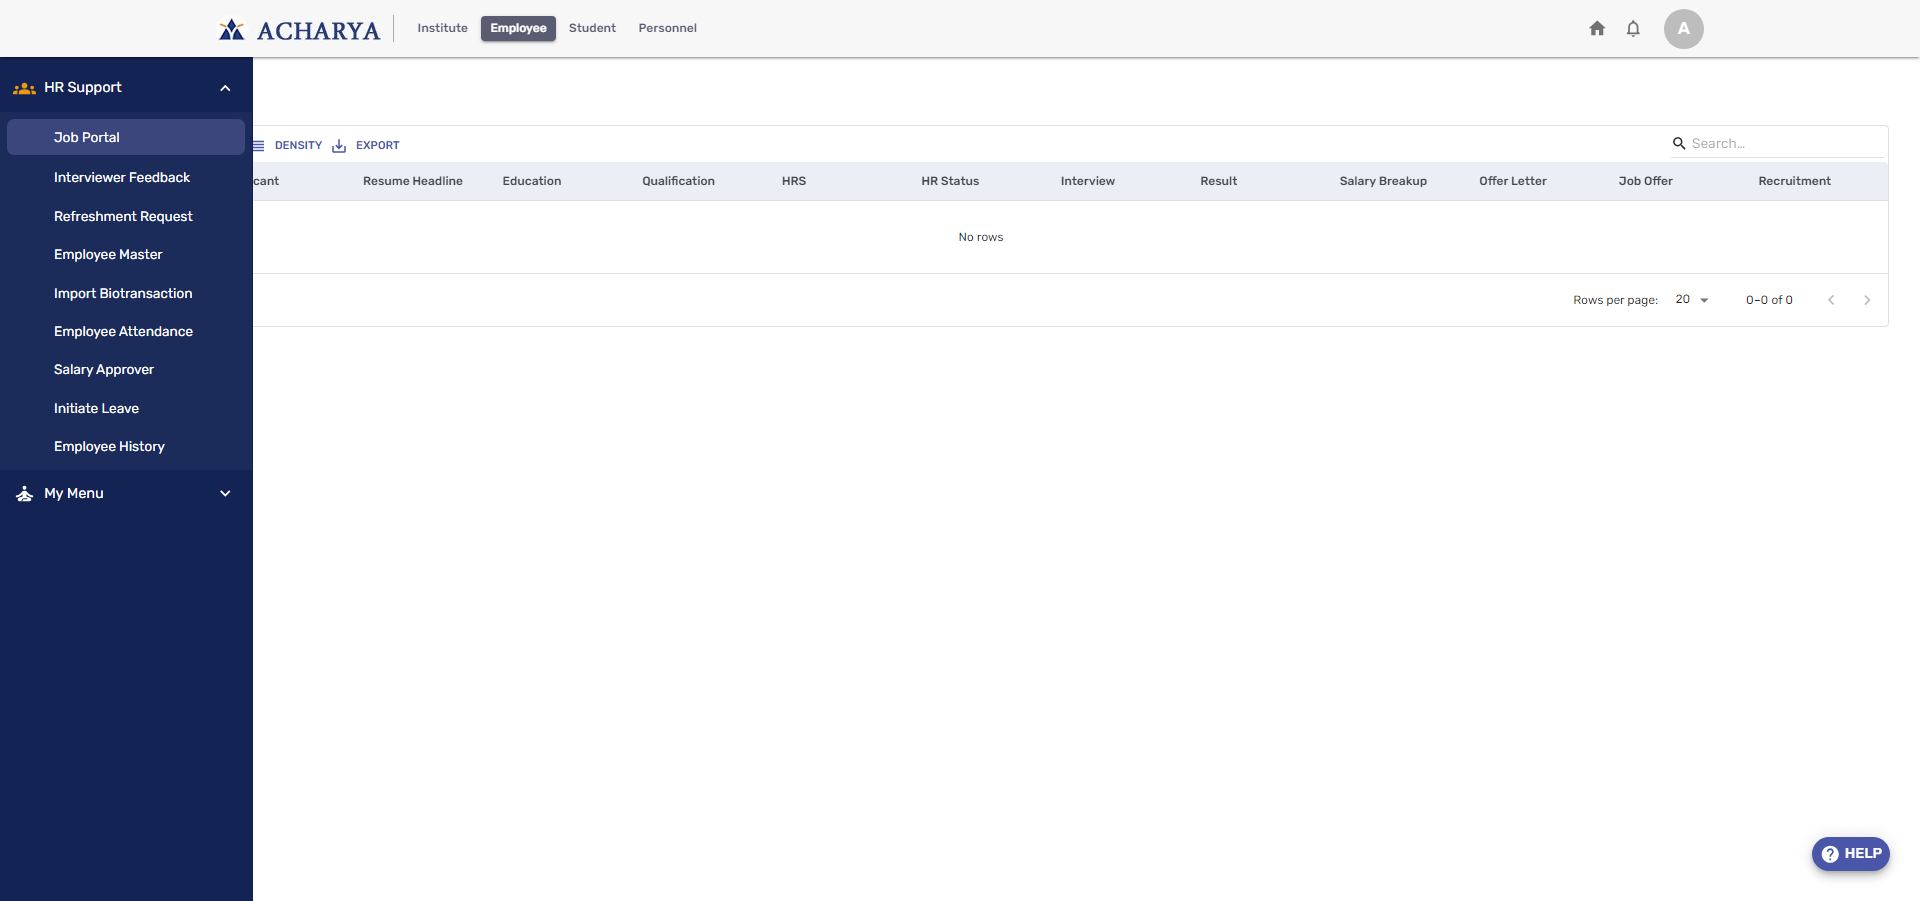 ACHARYA
Institute Employee Student Personnel
A
HR Support
Job Portal
Interviewer Feedback
Refreshment Request
Employee Master
Import Biotransaction
Employee Attendance
Salary Approver
Initiate Leave
Employee History
My Menu
DENSITY EXPORT
Search…
cant Resume Headline Education Qualification HRS HR Status Interview Result Salary Breakup Offer Letter Job Offer Recruitment
No rows
Rows per page: 20 0–0 of 0
HELP